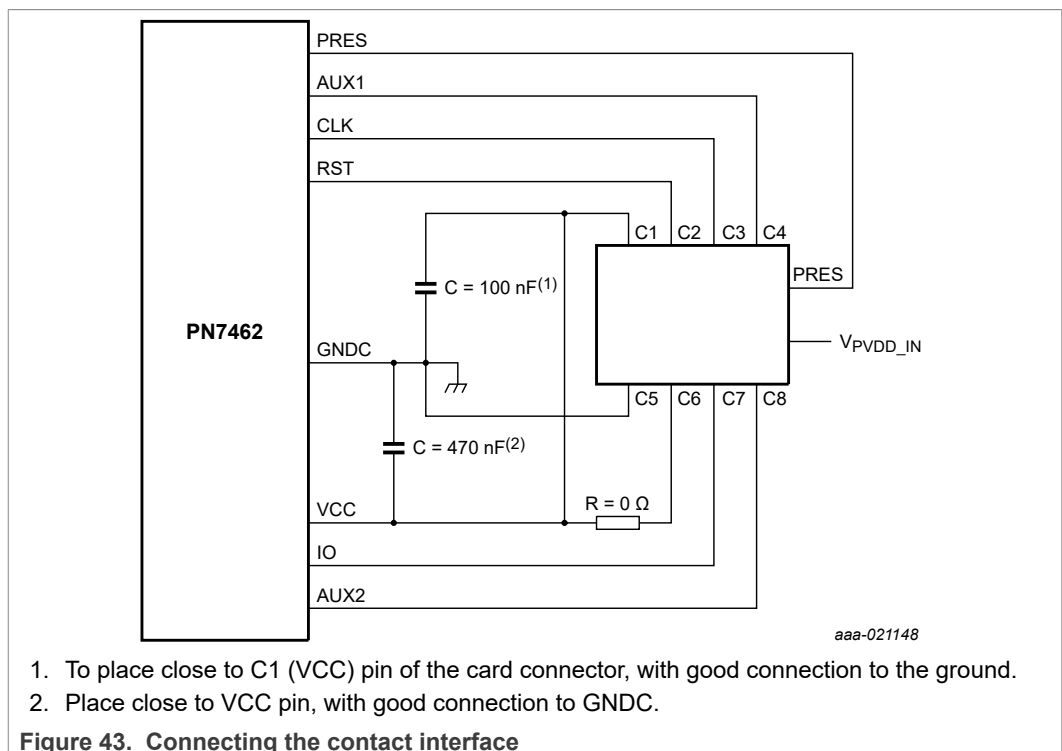 PRES
AUX1
CLK
RST
C1 C2 C3 C4
C = 100 nF(1)
PRES
PN7462
GNDC
VPVDD_IN
C5 C6 C7 C8
C = 470 nF(2)
R = 0 Ω
VCC
IO
AUX2
aaa-021148
1. To place close to C1 (VCC) pin of the card connector, with good connection to the ground.
2. Place close to VCC pin, with good connection to GNDC.
Figure 43. Connecting the contact interface